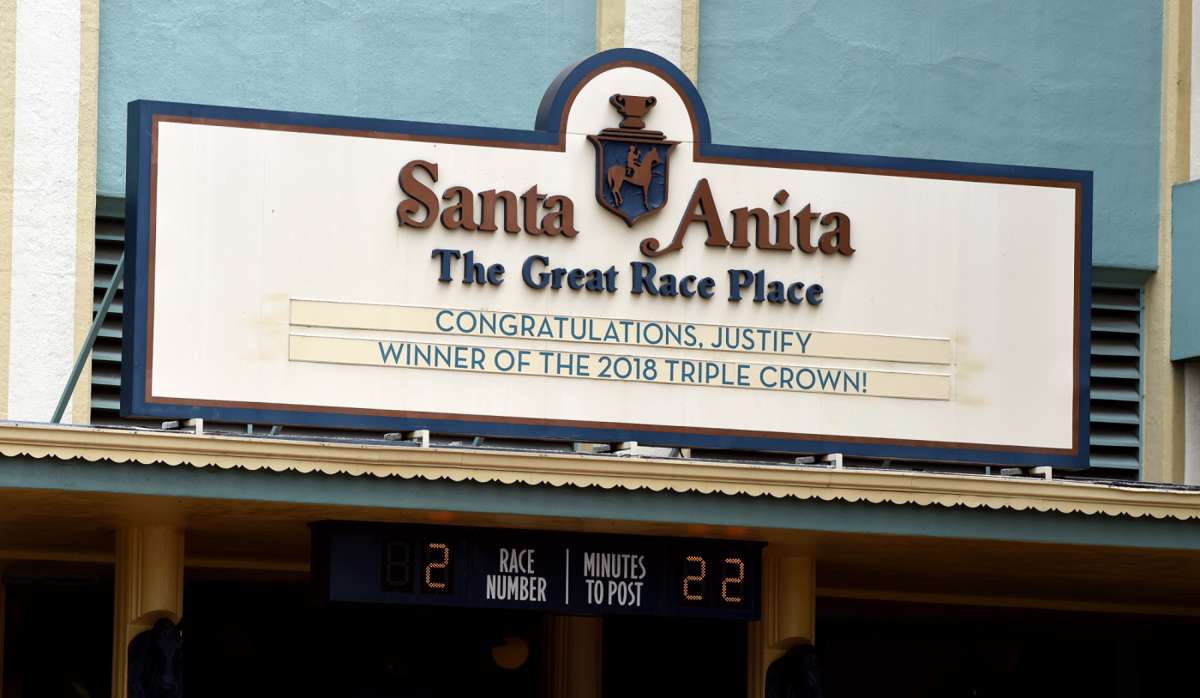 Santa Anita
The Great Race Place
CONGRATULATIONS, JUSTIFY
WINNER OF THE 2018 TRIPLE CROWN!
2 RACE NUMBER | MINUTES TO POST 22